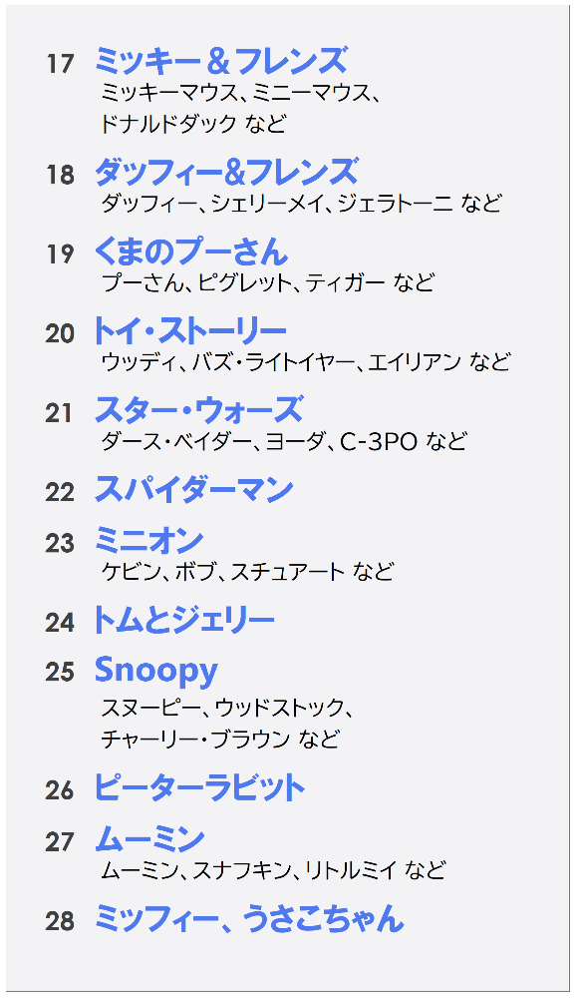 17 ミッキー＆フレンズ
ミッキーマウス、ミニーマウス、
ドナルドダック など
18 ダッフィー&フレンズ
ダッフィー、シェリーメイ、ジェラトーニ など
19 くまのプーさん
プーさん、ピグレット、ティガー など
20 トイ・ストーリー
ウッディ、バズ・ライトイヤー、エイリアン など
21 スター・ウォーズ
ダース・ベイダー、ヨーダ、C-3PO など
22 スパイダーマン
23 ミニオン
ケビン、ボブ、スチュアート など
24 トムとジェリー
25 Snoopy
スヌーピー、ウッドストック、
チャーリー・ブラウン など
26 ピーターラビット
27 ムーミン
ムーミン、スナフキン、リトルミイ など
28 ミッフィー、うさこちゃん